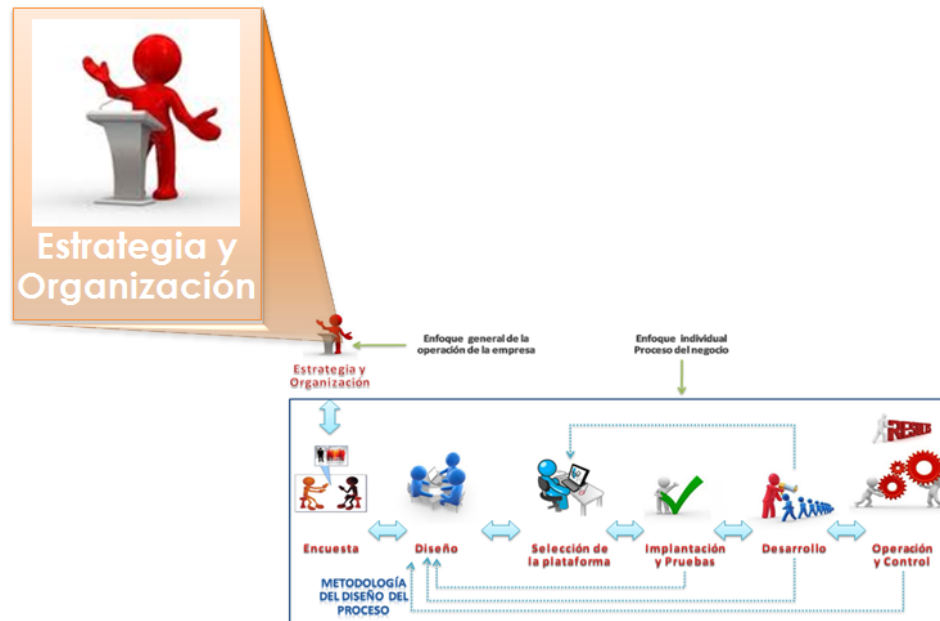 Estrategia y
Organización
Enfoque general de la
operación de la empresa
Enfoque individual
Proceso del negocio
Estrategia y
Organización
Encuesta
Diseño
Selección de
la plataforma
Implantación
y Pruebas
Desarrollo
Operación
y Control
METODOLOGÍA
DEL DISEÑO DEL
PROCESO